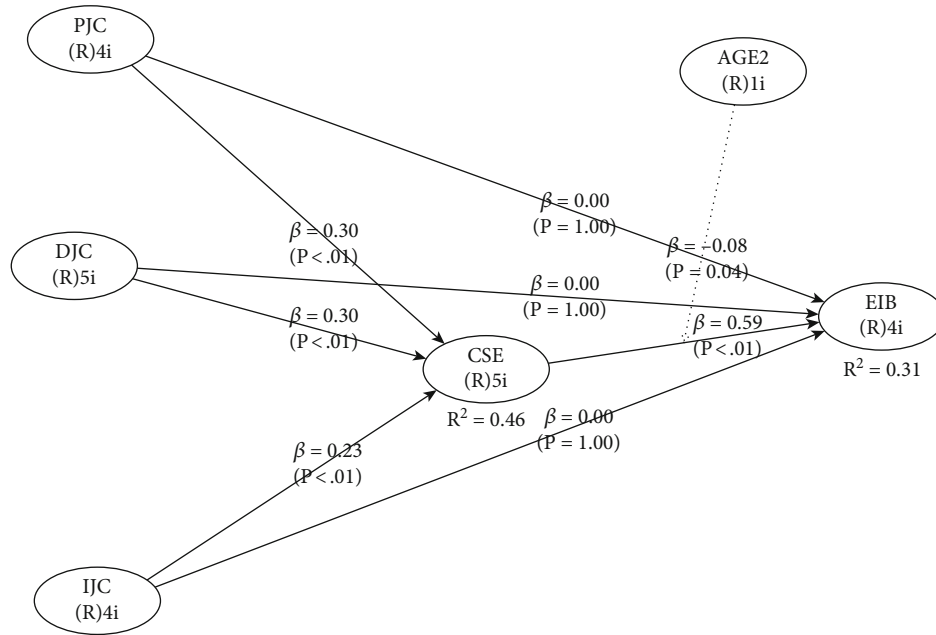 PJC
(R)4i
AGE2
(R)1i
β = 0.00
(P = 1.00)
β = 0.30
(P < .01)
β = −0.08
(P = 0.04)
DJC
(R)5i
β = 0.00
(P = 1.00)
EIB
(R)4i
β = 0.30
(P < .01)
β = 0.59
(P < .01)
CSE
(R)5i
R² = 0.31
R² = 0.46
β = 0.00
(P = 1.00)
β = 0.23
(P < .01)
IJC
(R)4i